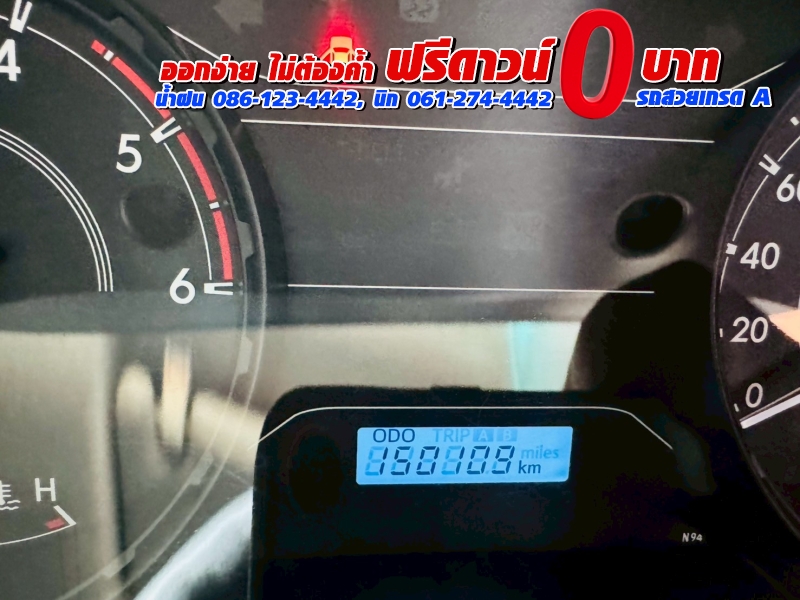 ออกง่าย ไม่ต้องค้ำ ฟรีดาวน์ 0 บาท
น้ำฝน 086-123-4442, นิก 061-274-4442 รถสวยเกรด A
4
5
6
60
40
20
0
H
ODO TRIP A B
miles
km
N94